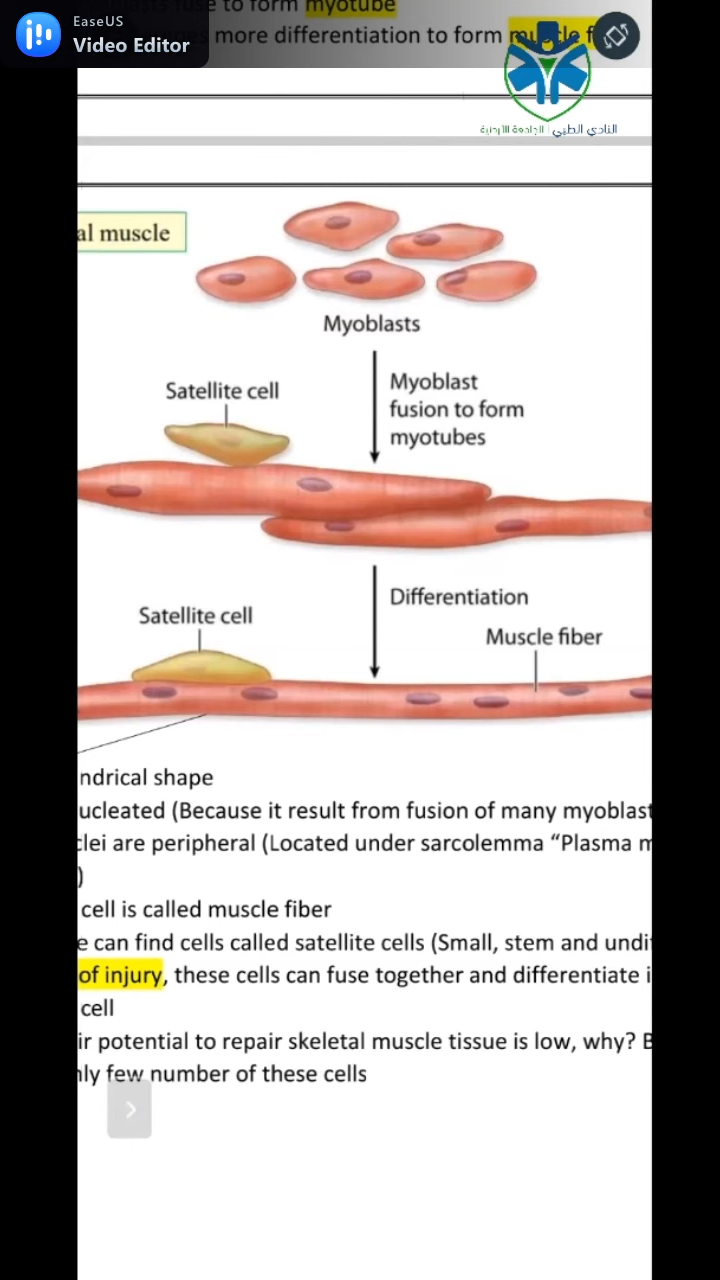 EaseUS
Video Editor
fuse to form myotube
more differentiation to form muscle f
النادي الطبي | الجامعة الأردنية
al muscle
Myoblasts
Satellite cell
Myoblast
fusion to form
myotubes
Differentiation
Satellite cell
Muscle fiber
ndrical shape
ucleated (Because it result from fusion of many myoblast
clei are peripheral (Located under sarcolemma “Plasma m
)
cell is called muscle fiber
e can find cells called satellite cells (Small, stem and undi
of injury, these cells can fuse together and differentiate i
cell
ir potential to repair skeletal muscle tissue is low, why? B
nly few number of these cells